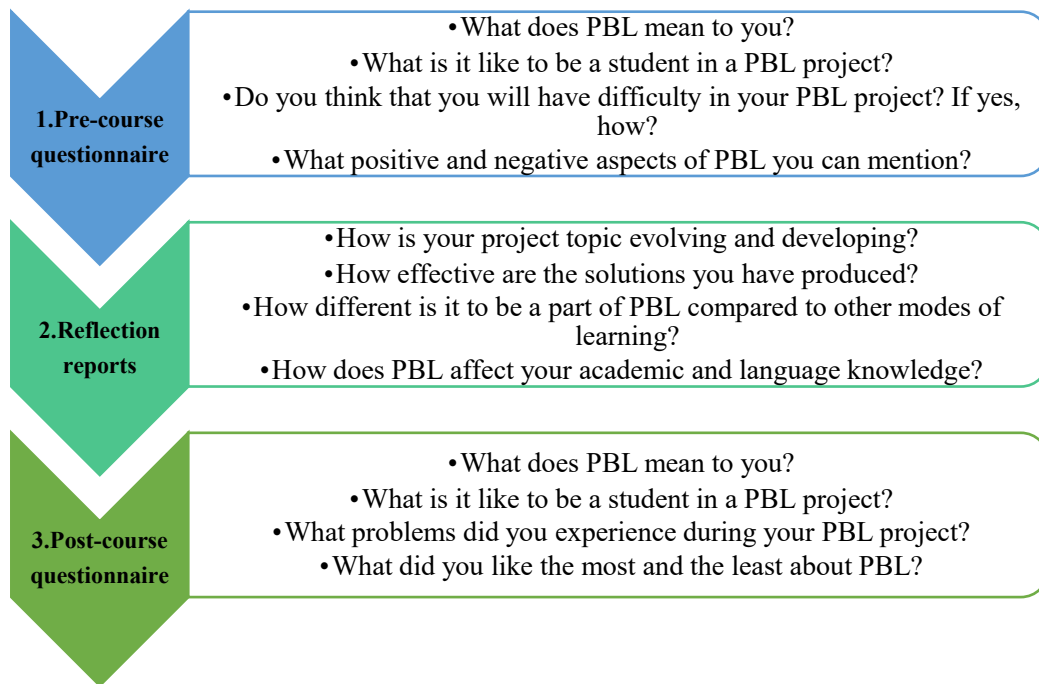 1.Pre-course
questionnaire
•What does PBL mean to you?
•What is it like to be a student in a PBL project?
•Do you think that you will have difficulty in your PBL project? If yes,
how?
•What positive and negative aspects of PBL you can mention?
2.Reflection
reports
•How is your project topic evolving and developing?
•How effective are the solutions you have produced?
•How different is it to be a part of PBL compared to other modes of
learning?
•How does PBL affect your academic and language knowledge?
3.Post-course
questionnaire
•What does PBL mean to you?
•What is it like to be a student in a PBL project?
•What problems did you experience during your PBL project?
•What did you like the most and the least about PBL?